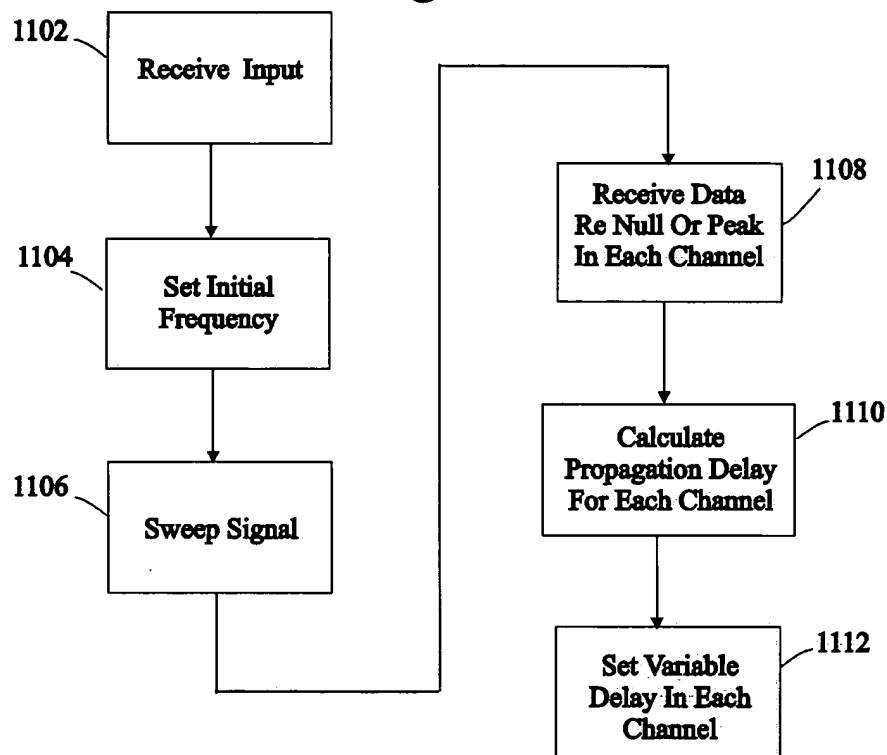 1102
Receive Input
1104
Set Initial
Frequency
1106
Sweep Signal
1108
Receive Data
Re Null Or Peak
In Each Channel
1110
Calculate
Propagation Delay
For Each Channel
1112
Set Variable
Delay In Each
Channel